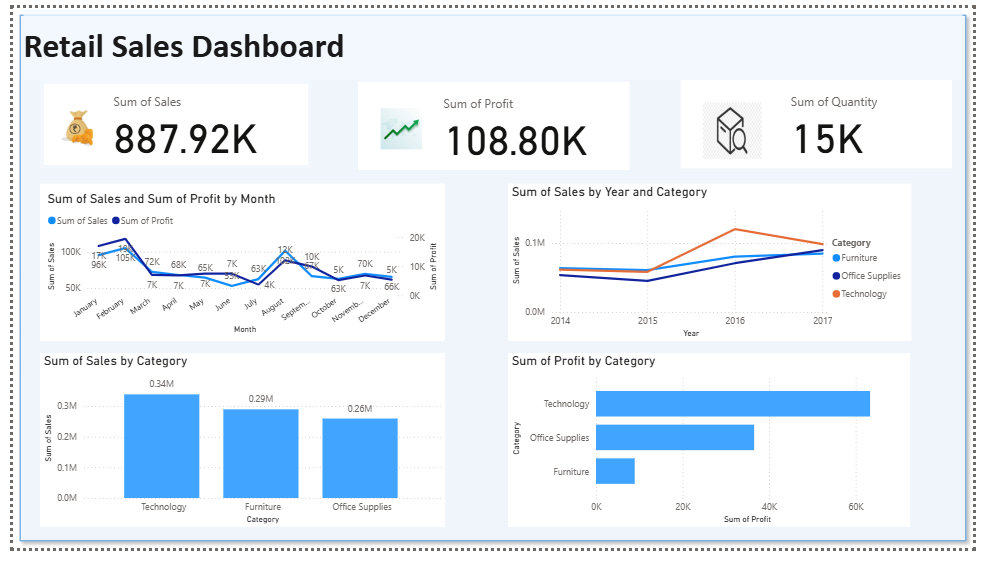 Retail Sales Dashboard
Sum of Sales
887.92K
Sum of Profit
108.80K
Sum of Quantity
15K
Sum of Sales and Sum of Profit by Month
Sum of Sales Sum of Profit
Sum of Sales
100K
50K
17K
96K
19K
105K
72K
7K
68K
7K
65K
7K
7K
53K
63K
4K
12K
10K
67K
5K
63K
70K
7K
5K
66K
20K
10K
0K
Sum of Profit
January
February
March
April
May
June
July
August
Septem...
October
Novemb...
December
Month
Sum of Sales by Year and Category
Sum of Sales
0.1M
0.0M
2014 2015 2016 2017
Year
Category
Furniture
Office Supplies
Technology
Sum of Sales by Category
Sum of Sales
0.3M
0.2M
0.1M
0.0M
0.34M
0.29M
0.26M
Technology Furniture Office Supplies
Category
Sum of Profit by Category
Category
Technology
Office Supplies
Furniture
0K 20K 40K 60K
Sum of Profit